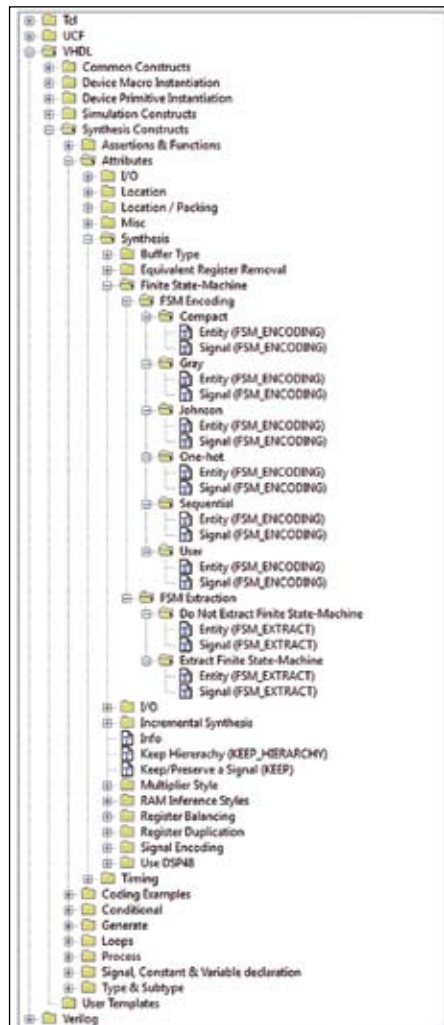 Tcl
UCF
VHDL
Common Constructs
Device Macro Instantiation
Device Primitive Instantiation
Simulation Constructs
Synthesis Constructs
Assertions & Functions
Attributes
I/O
Location
Location / Packing
Misc
Synthesis
Buffer Type
Equivalent Register Removal
Finite State-Machine
FSM Encoding
Compact
Entity (FSM_ENCODING)
Signal (FSM_ENCODING)
Gray
Entity (FSM_ENCODING)
Signal (FSM_ENCODING)
Johnson
Entity (FSM_ENCODING)
Signal (FSM_ENCODING)
One-hot
Entity (FSM_ENCODING)
Signal (FSM_ENCODING)
Sequential
Entity (FSM_ENCODING)
Signal (FSM_ENCODING)
User
Entity (FSM_ENCODING)
Signal (FSM_ENCODING)
FSM Extraction
Do Not Extract Finite State-Machine
Entity (FSM_EXTRACT)
Signal (FSM_EXTRACT)
Extract Finite State-Machine
Entity (FSM_EXTRACT)
Signal (FSM_EXTRACT)
I/O
Incremental Synthesis
Info
Keep Hiererachy (KEEP_HIERARCHY)
Keep/Preserve a Signal (KEEP)
Multiplier Style
RAM Inference Styles
Register Balancing
Register Duplication
Signal Encoding
Use DSP48
Timing
Coding Examples
Conditional
Generate
Loops
Process
Signal, Constant & Variable declaration
Type & Subtype
User Templates
Verilog